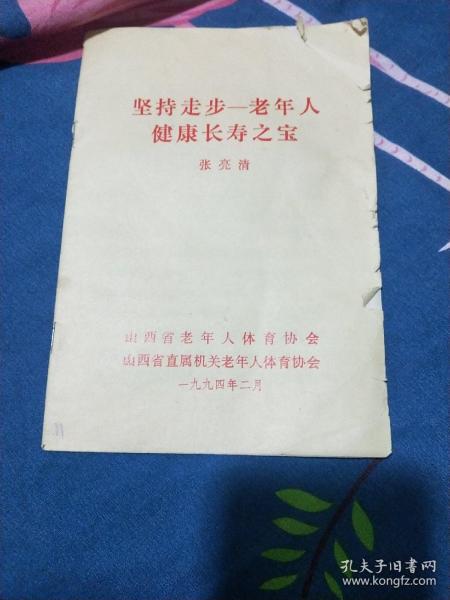 坚持走步—老年人
健康长寿之宝
张亮清
山西省老年人体育协会
山西省直属机关老年人体育协会
一九九四年二月
11
孔夫子旧书网
www.kongfz.com